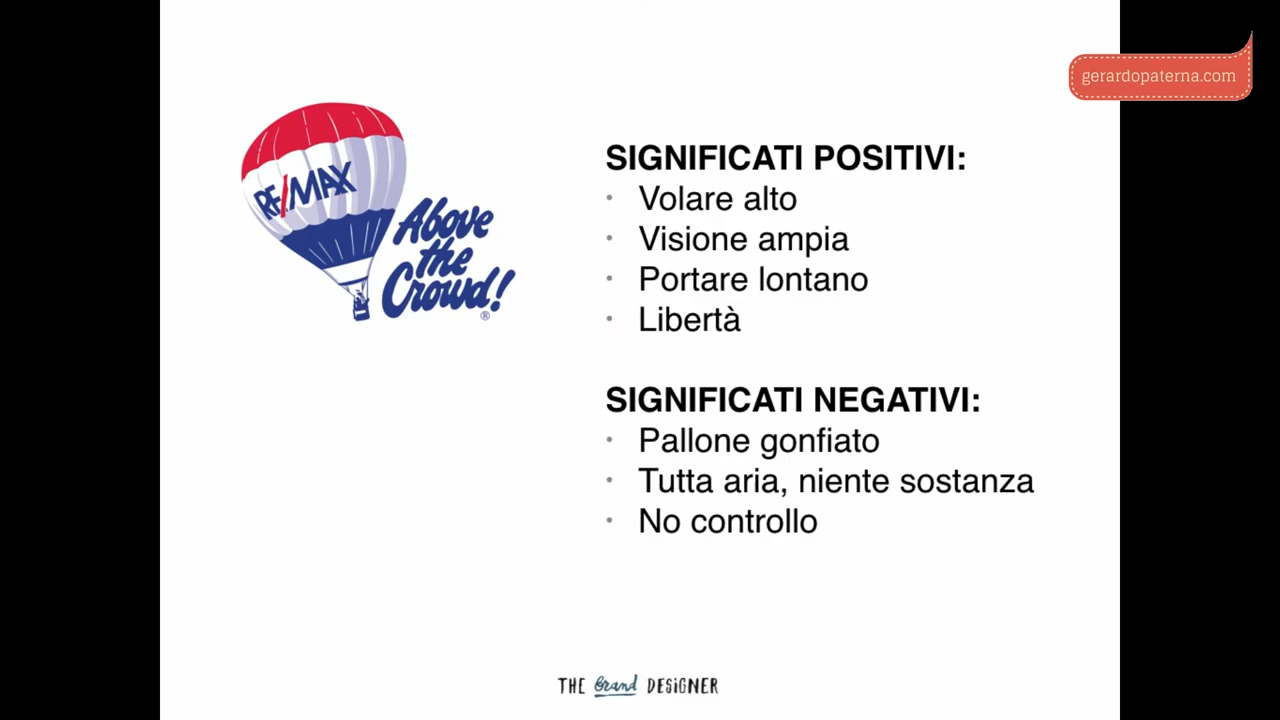 gerardopaterna.com
RE/MAX
Above
the
Crowd!
®
SIGNIFICATI POSITIVI:
• Volare alto
• Visione ampia
• Portare lontano
• Libertà
SIGNIFICATI NEGATIVI:
• Pallone gonfiato
• Tutta aria, niente sostanza
• No controllo
THE brand DESIGNER